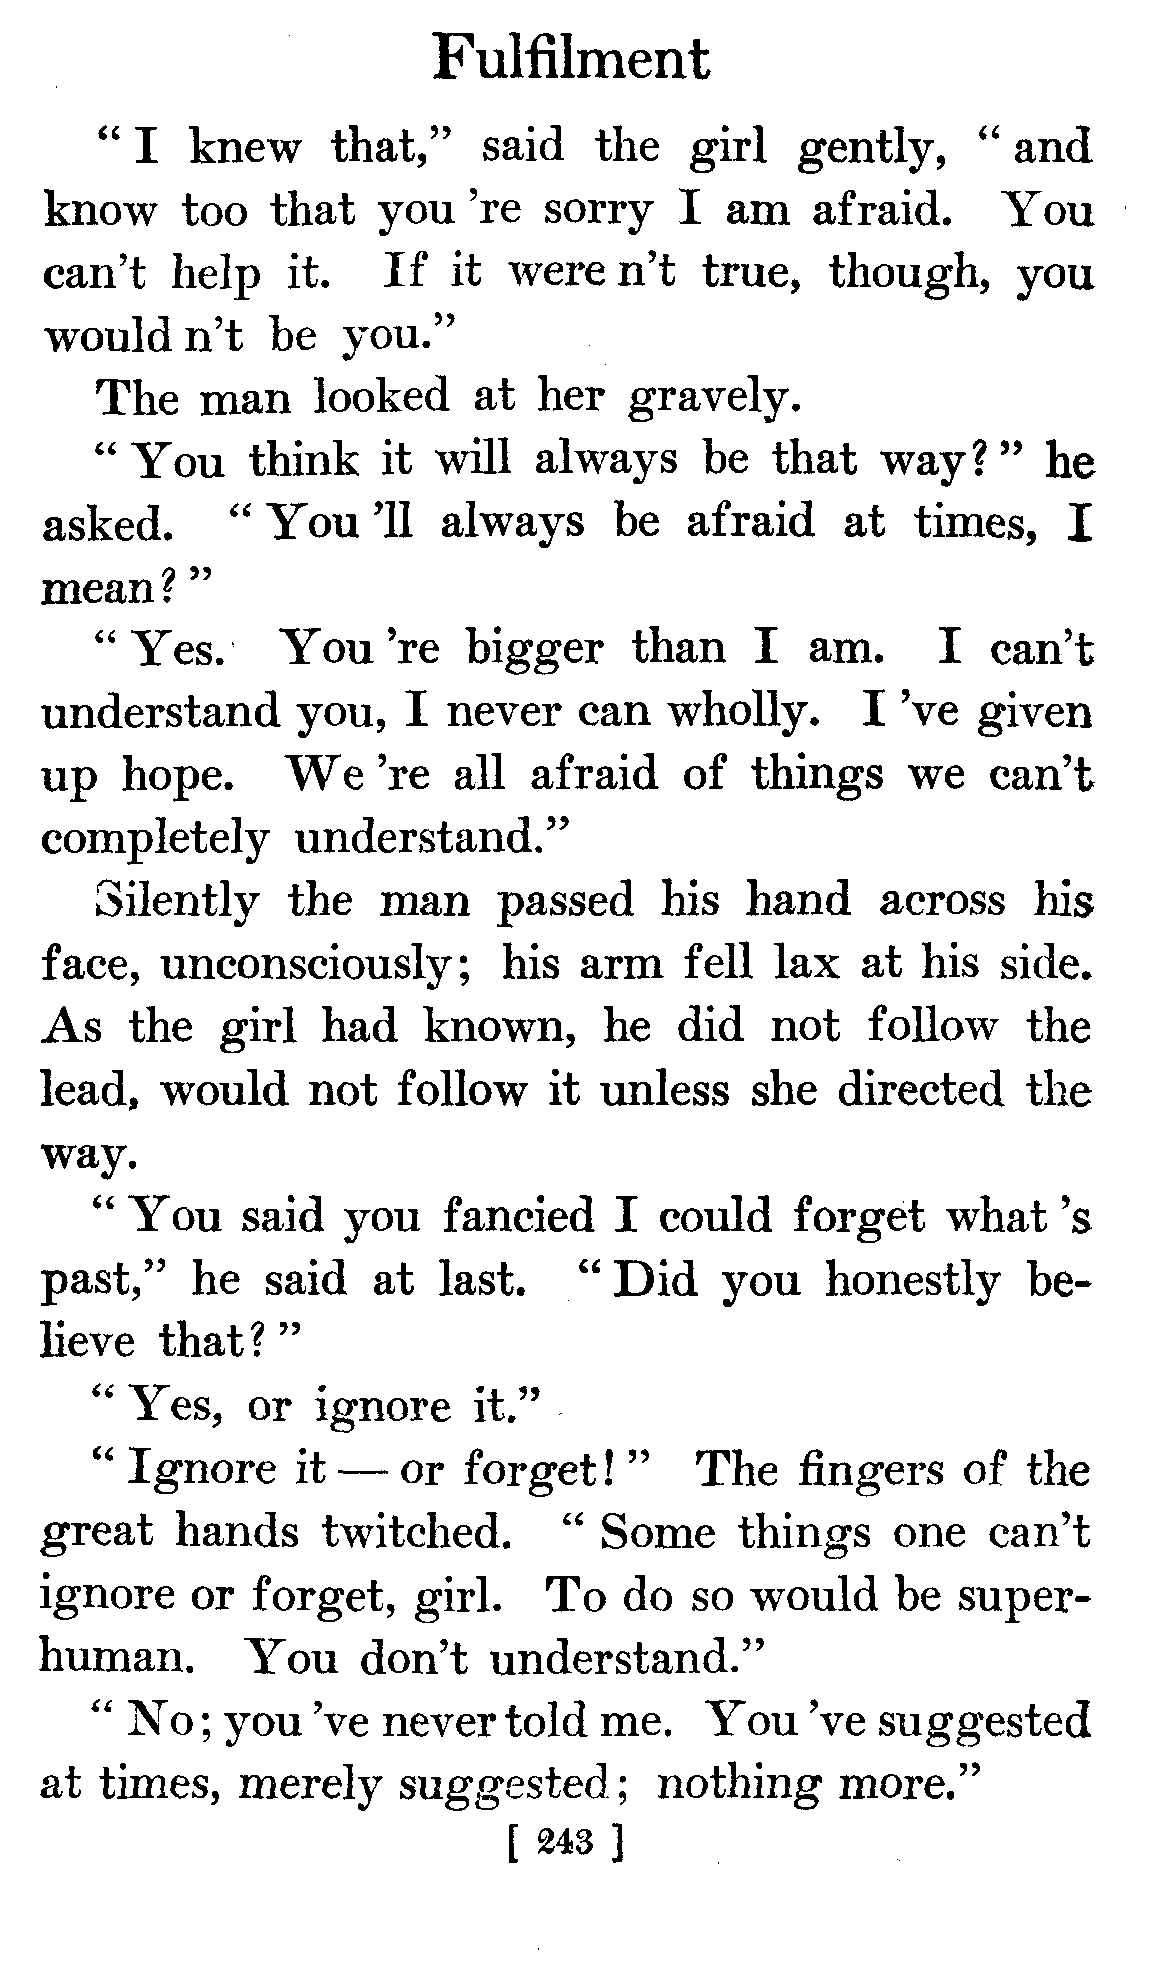 Fulfilment
“ I knew that,” said the girl gently, “ and
know too that you ’re sorry I am afraid. You
can’t help it. If it were n’t true, though, you
would n’t be you.”
The man looked at her gravely.
“ You think it will always be that way? ” he
asked. “ You ’ll always be afraid at times, I
mean? ”
“ Yes. You ’re bigger than I am. I can’t
understand you, I never can wholly. I ’ve given
up hope. We ’re all afraid of things we can’t
completely understand.”
Silently the man passed his hand across his
face, unconsciously; his arm fell lax at his side.
As the girl had known, he did not follow the
lead, would not follow it unless she directed the
way.
“ You said you fancied I could forget what ’s
past,” he said at last. “ Did you honestly be-
lieve that? ”
“ Yes, or ignore it.”
“ Ignore it — or forget! ” The fingers of the
great hands twitched. “ Some things one can’t
ignore or forget, girl. To do so would be super-
human. You don’t understand.”
“ No; you ’ve never told me. You ’ve suggested
at times, merely suggested; nothing more.”
[ 243 ]